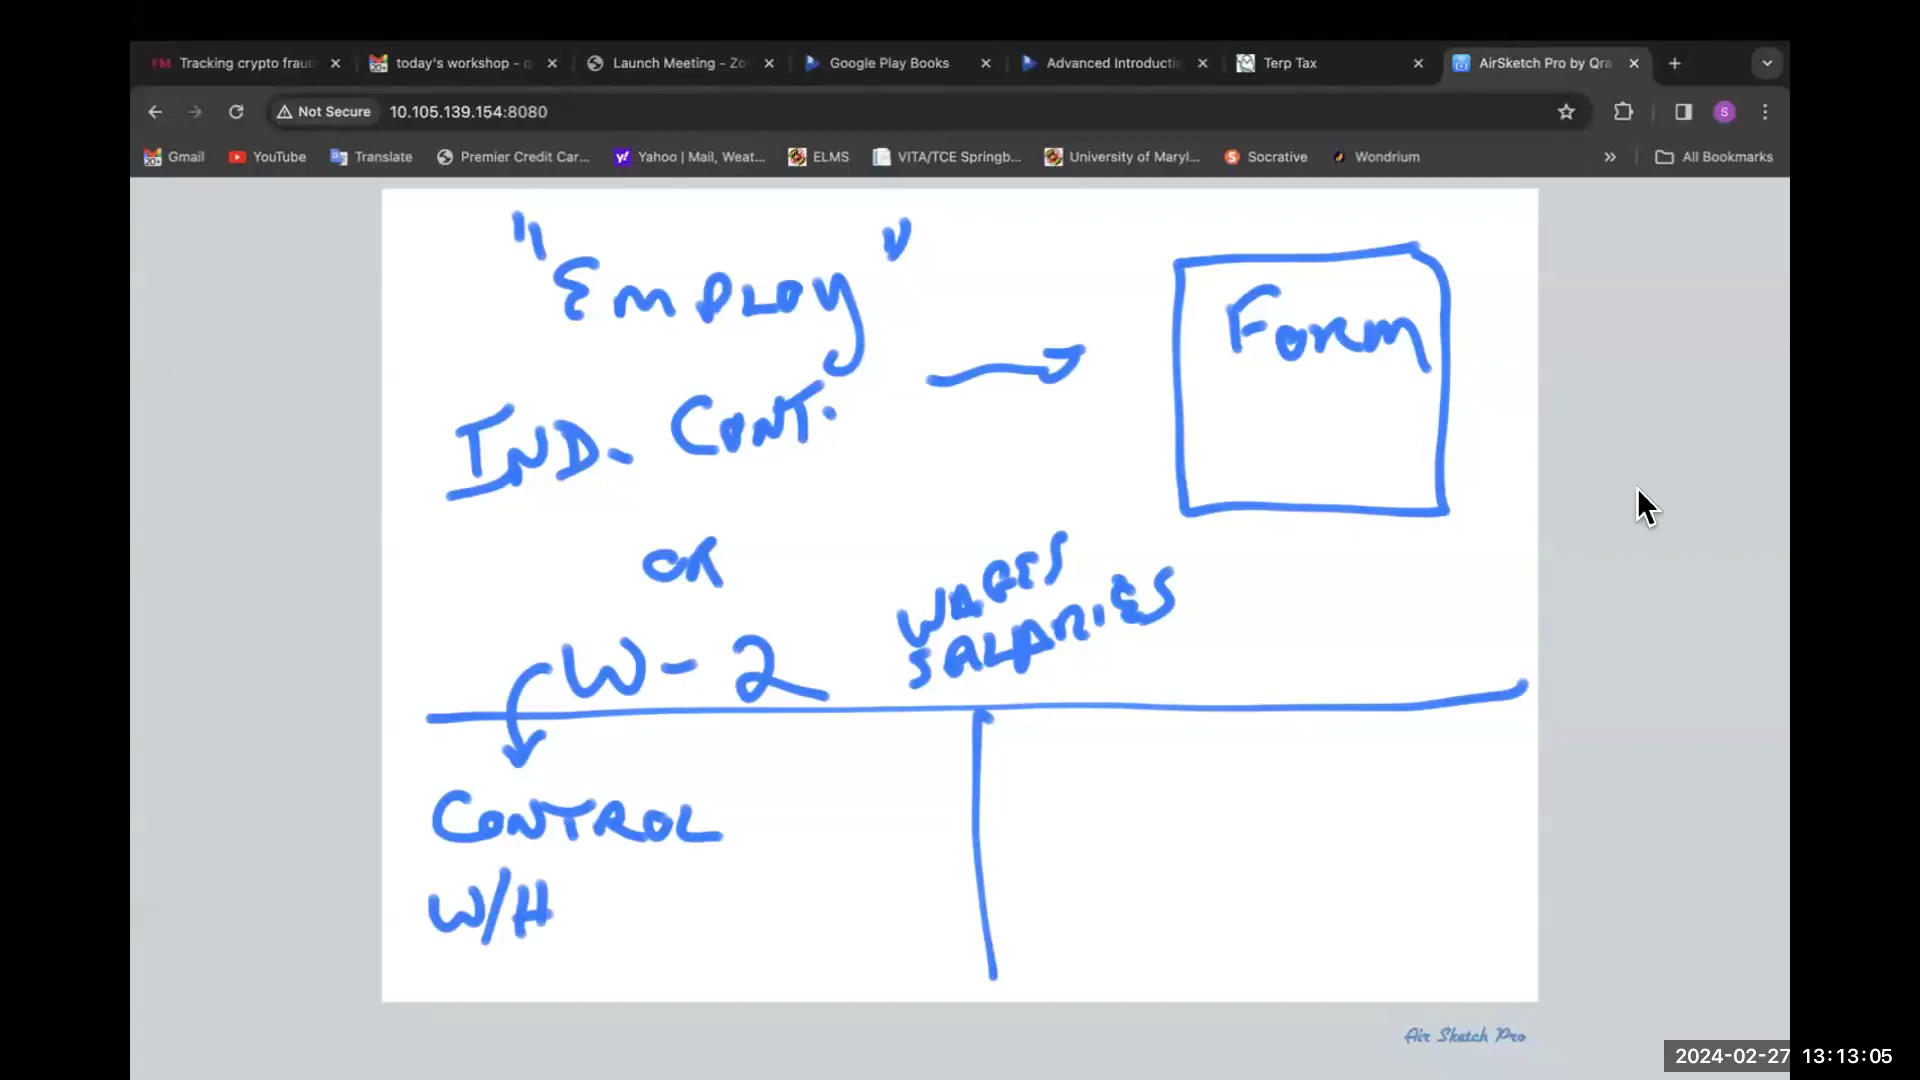 FM Tracking crypto frau
today's workshop - c
Launch Meeting - Zo
Google Play Books
Advanced Introducti
Terp Tax
AirSketch Pro by Qra
Not Secure 10.105.139.154:8080
S
Gmail
YouTube
Translate
Premier Credit Car...
Yahoo | Mail, Weat...
ELMS
VITA/TCE Springb...
University of Maryl...
Socrative
Wondrium
»
All Bookmarks
"Employ"
Form
IND. CONT.
OR
WAGES
SALARIES
W-2
CONTROL
W/H
Air Sketch Pro
2024-02-27 13:13:05